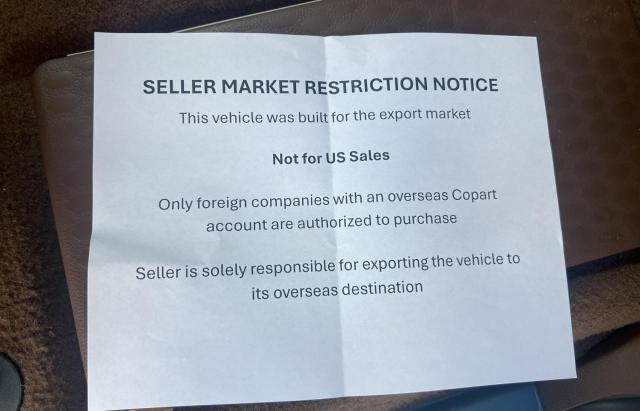 SELLER MARKET RESTRICTION NOTICE
This vehicle was built for the export market
Not for US Sales
Only foreign companies with an overseas Copart
account are authorized to purchase
Seller is solely responsible for exporting the vehicle to
its overseas destination